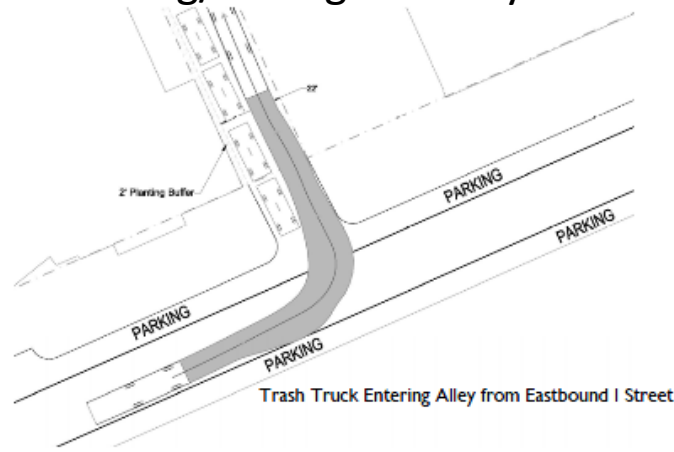 22'
2' Planting Buffer
PARKING
PARKING
PARKING
PARKING
Trash Truck Entering Alley from Eastbound I Street